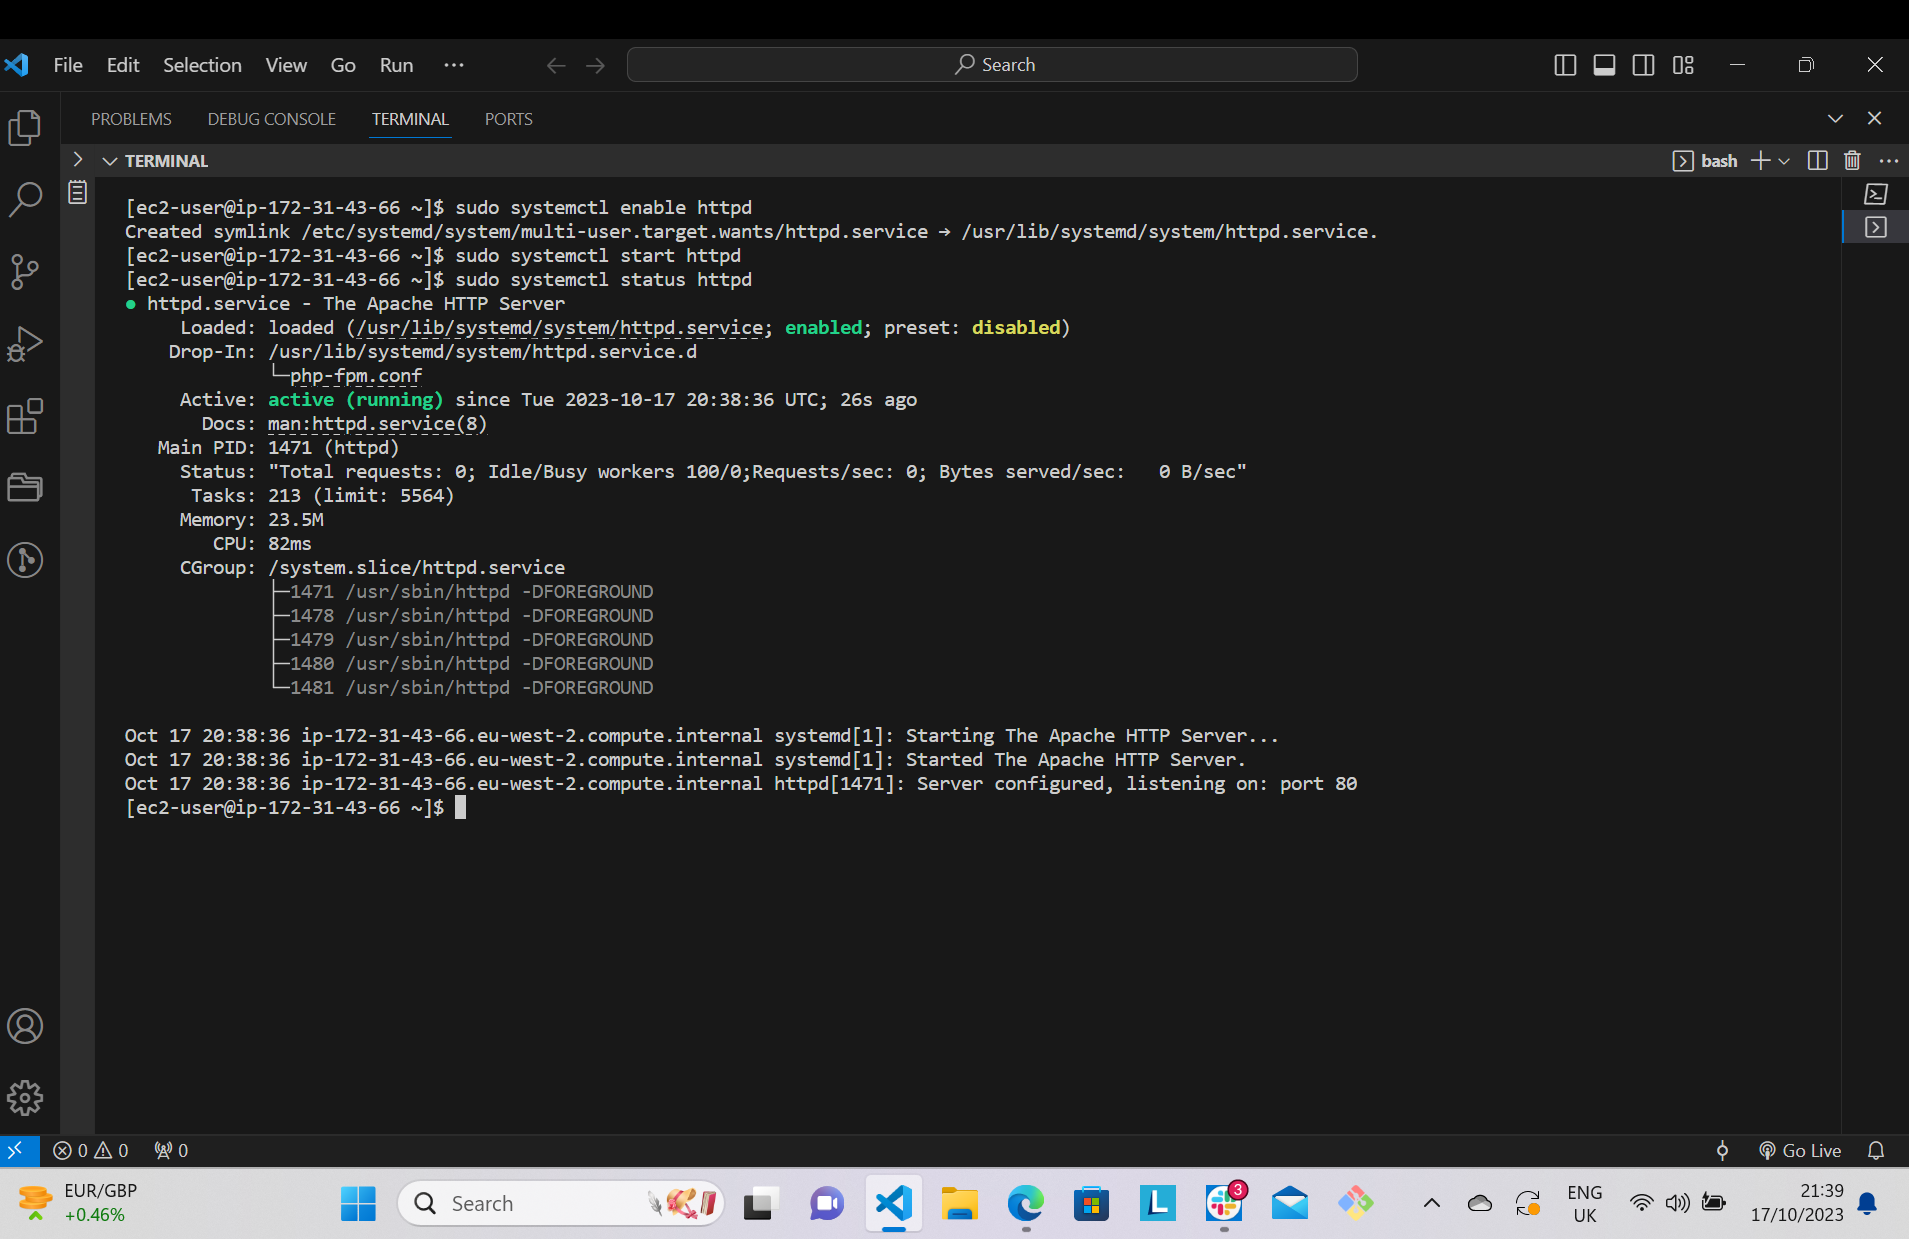 File Edit Selection View Go Run ··· Search
PROBLEMS DEBUG CONSOLE TERMINAL PORTS
TERMINAL bash
[ec2-user@ip-172-31-43-66 ~]$ sudo systemctl enable httpd
Created symlink /etc/systemd/system/multi-user.target.wants/httpd.service → /usr/lib/systemd/system/httpd.service.
[ec2-user@ip-172-31-43-66 ~]$ sudo systemctl start httpd
[ec2-user@ip-172-31-43-66 ~]$ sudo systemctl status httpd
● httpd.service - The Apache HTTP Server
Loaded: loaded (/usr/lib/systemd/system/httpd.service; enabled; preset: disabled)
Drop-In: /usr/lib/systemd/system/httpd.service.d
└─php-fpm.conf
Active: active (running) since Tue 2023-10-17 20:38:36 UTC; 26s ago
Docs: man:httpd.service(8)
Main PID: 1471 (httpd)
Status: "Total requests: 0; Idle/Busy workers 100/0;Requests/sec: 0; Bytes served/sec:   0 B/sec"
Tasks: 213 (limit: 5564)
Memory: 23.5M
CPU: 82ms
CGroup: /system.slice/httpd.service
├─1471 /usr/sbin/httpd -DFOREGROUND
├─1478 /usr/sbin/httpd -DFOREGROUND
├─1479 /usr/sbin/httpd -DFOREGROUND
├─1480 /usr/sbin/httpd -DFOREGROUND
└─1481 /usr/sbin/httpd -DFOREGROUND
Oct 17 20:38:36 ip-172-31-43-66.eu-west-2.compute.internal systemd[1]: Starting The Apache HTTP Server...
Oct 17 20:38:36 ip-172-31-43-66.eu-west-2.compute.internal systemd[1]: Started The Apache HTTP Server.
Oct 17 20:38:36 ip-172-31-43-66.eu-west-2.compute.internal httpd[1471]: Server configured, listening on: port 80
[ec2-user@ip-172-31-43-66 ~]$
0 0 0 Go Live
EUR/GBP
+0.46%
Search
L
3
ENG
UK
21:39
17/10/2023